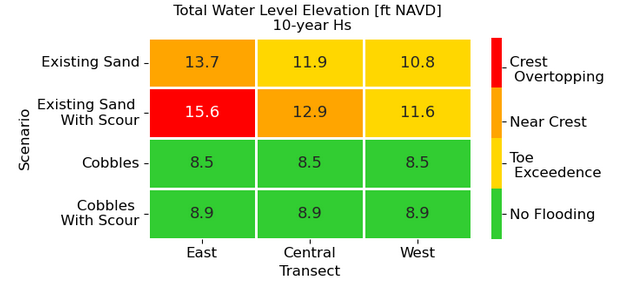 Total Water Level Elevation [ft NAVD]
10-year Hs
Existing Sand
13.7
11.9
10.8
Existing Sand
With Scour
15.6
12.9
11.6
Cobbles
8.5
8.5
8.5
Cobbles
With Scour
8.9
8.9
8.9
Scenario
East
Central
West
Transect
Crest
Overtopping
Near Crest
Toe
Exceedence
No Flooding